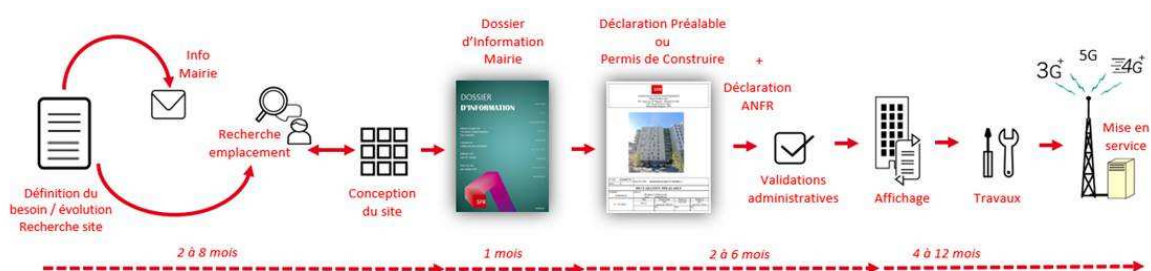 Info
Mairie
Définition du
besoin / évolution
Recherche site
Recherche
emplacement
Conception
du site
Dossier
d'Information
Mairie
DOSSIER
D'INFORMATION
SFR
Déclaration Préalable
ou
Permis de Construire
SFR
+
Déclaration
ANFR
Validations
administratives
Affichage
Travaux
3G+
5G
4G+
Mise en
service
2 à 8 mois
1 mois
2 à 6 mois
4 à 12 mois